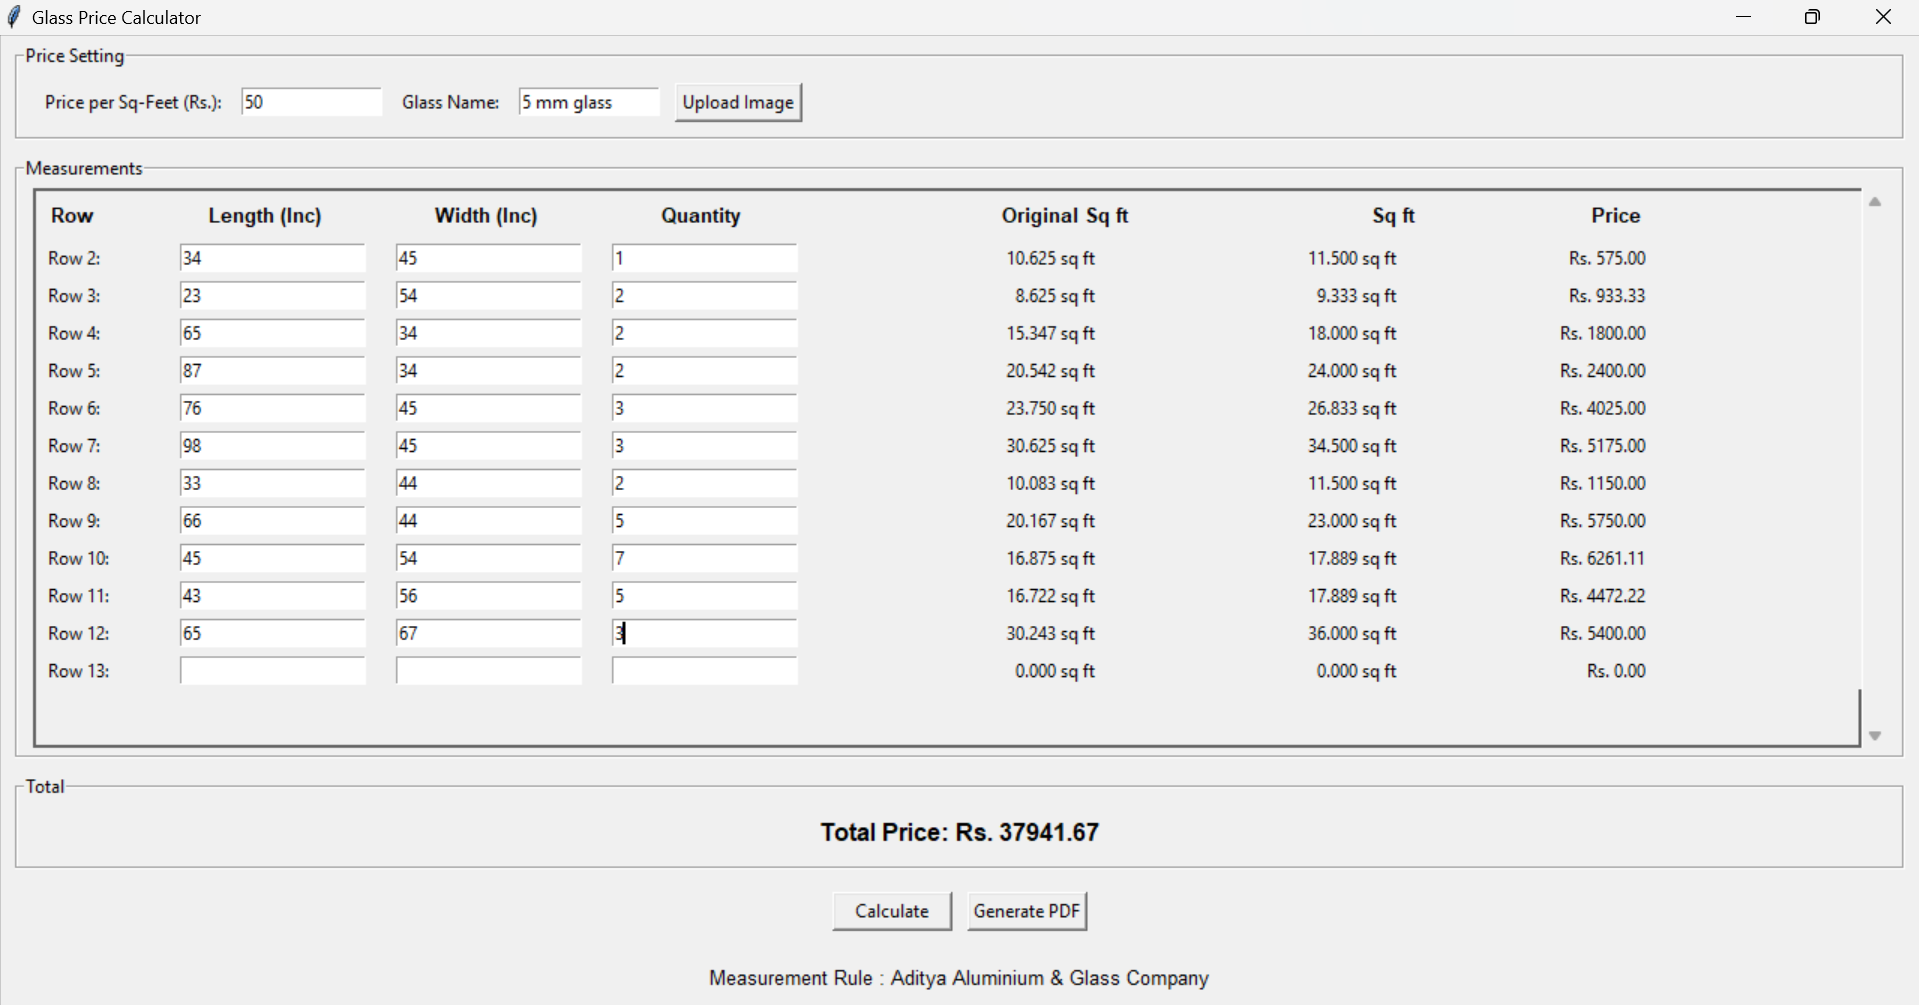 Glass Price Calculator
Price Setting
Price per Sq-Feet (Rs.): 50 Glass Name: 5 mm glass Upload Image
Measurements
Row Length (Inc) Width (Inc) Quantity Original Sq ft Sq ft Price
Row 2: 34 45 1 10.625 sq ft 11.500 sq ft Rs. 575.00
Row 3: 23 54 2 8.625 sq ft 9.333 sq ft Rs. 933.33
Row 4: 65 34 2 15.347 sq ft 18.000 sq ft Rs. 1800.00
Row 5: 87 34 2 20.542 sq ft 24.000 sq ft Rs. 2400.00
Row 6: 76 45 3 23.750 sq ft 26.833 sq ft Rs. 4025.00
Row 7: 98 45 3 30.625 sq ft 34.500 sq ft Rs. 5175.00
Row 8: 33 44 2 10.083 sq ft 11.500 sq ft Rs. 1150.00
Row 9: 66 44 5 20.167 sq ft 23.000 sq ft Rs. 5750.00
Row 10: 45 54 7 16.875 sq ft 17.889 sq ft Rs. 6261.11
Row 11: 43 56 5 16.722 sq ft 17.889 sq ft Rs. 4472.22
Row 12: 65 67 3 30.243 sq ft 36.000 sq ft Rs. 5400.00
Row 13: 0.000 sq ft 0.000 sq ft Rs. 0.00
Total
Total Price: Rs. 37941.67
Calculate Generate PDF
Measurement Rule : Aditya Aluminium & Glass Company